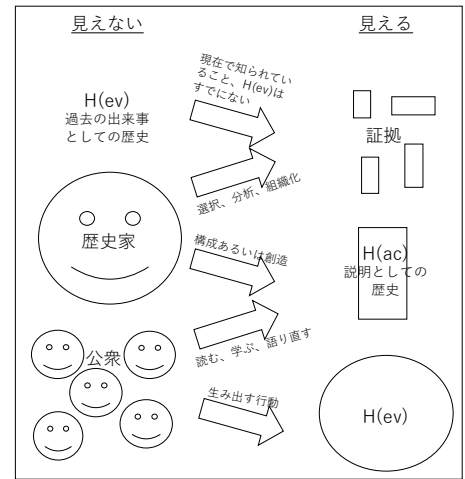 見えない
見える
現在で知られてい
ること、H(ev)は
すでにない
H(ev)
過去の出来事
としての歴史
証拠
選択、分析、組織化
歴史家
構成あるいは創造
H(ac)
説明としての
歴史
公衆
読む、学ぶ、語り直す
生み出す行動
H(ev)